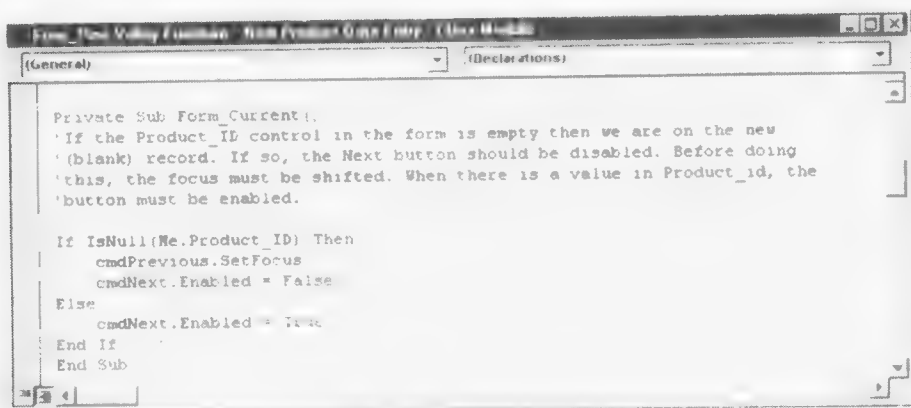 (General)
(Declarations)
Private Sub Form_Current(.
'If the Product_ID control in the form is empty then we are on the new
'(blank) record. If so, the Next button should be disabled. Before doing
'this, the focus must be shifted. When there is a value in Product_id, the
'button must be enabled.
If IsNull(Me.Product_ID) Then
cmdPrevious.SetFocus
cmdNext.Enabled = False
Else
cmdNext.Enabled =
End If
End Sub